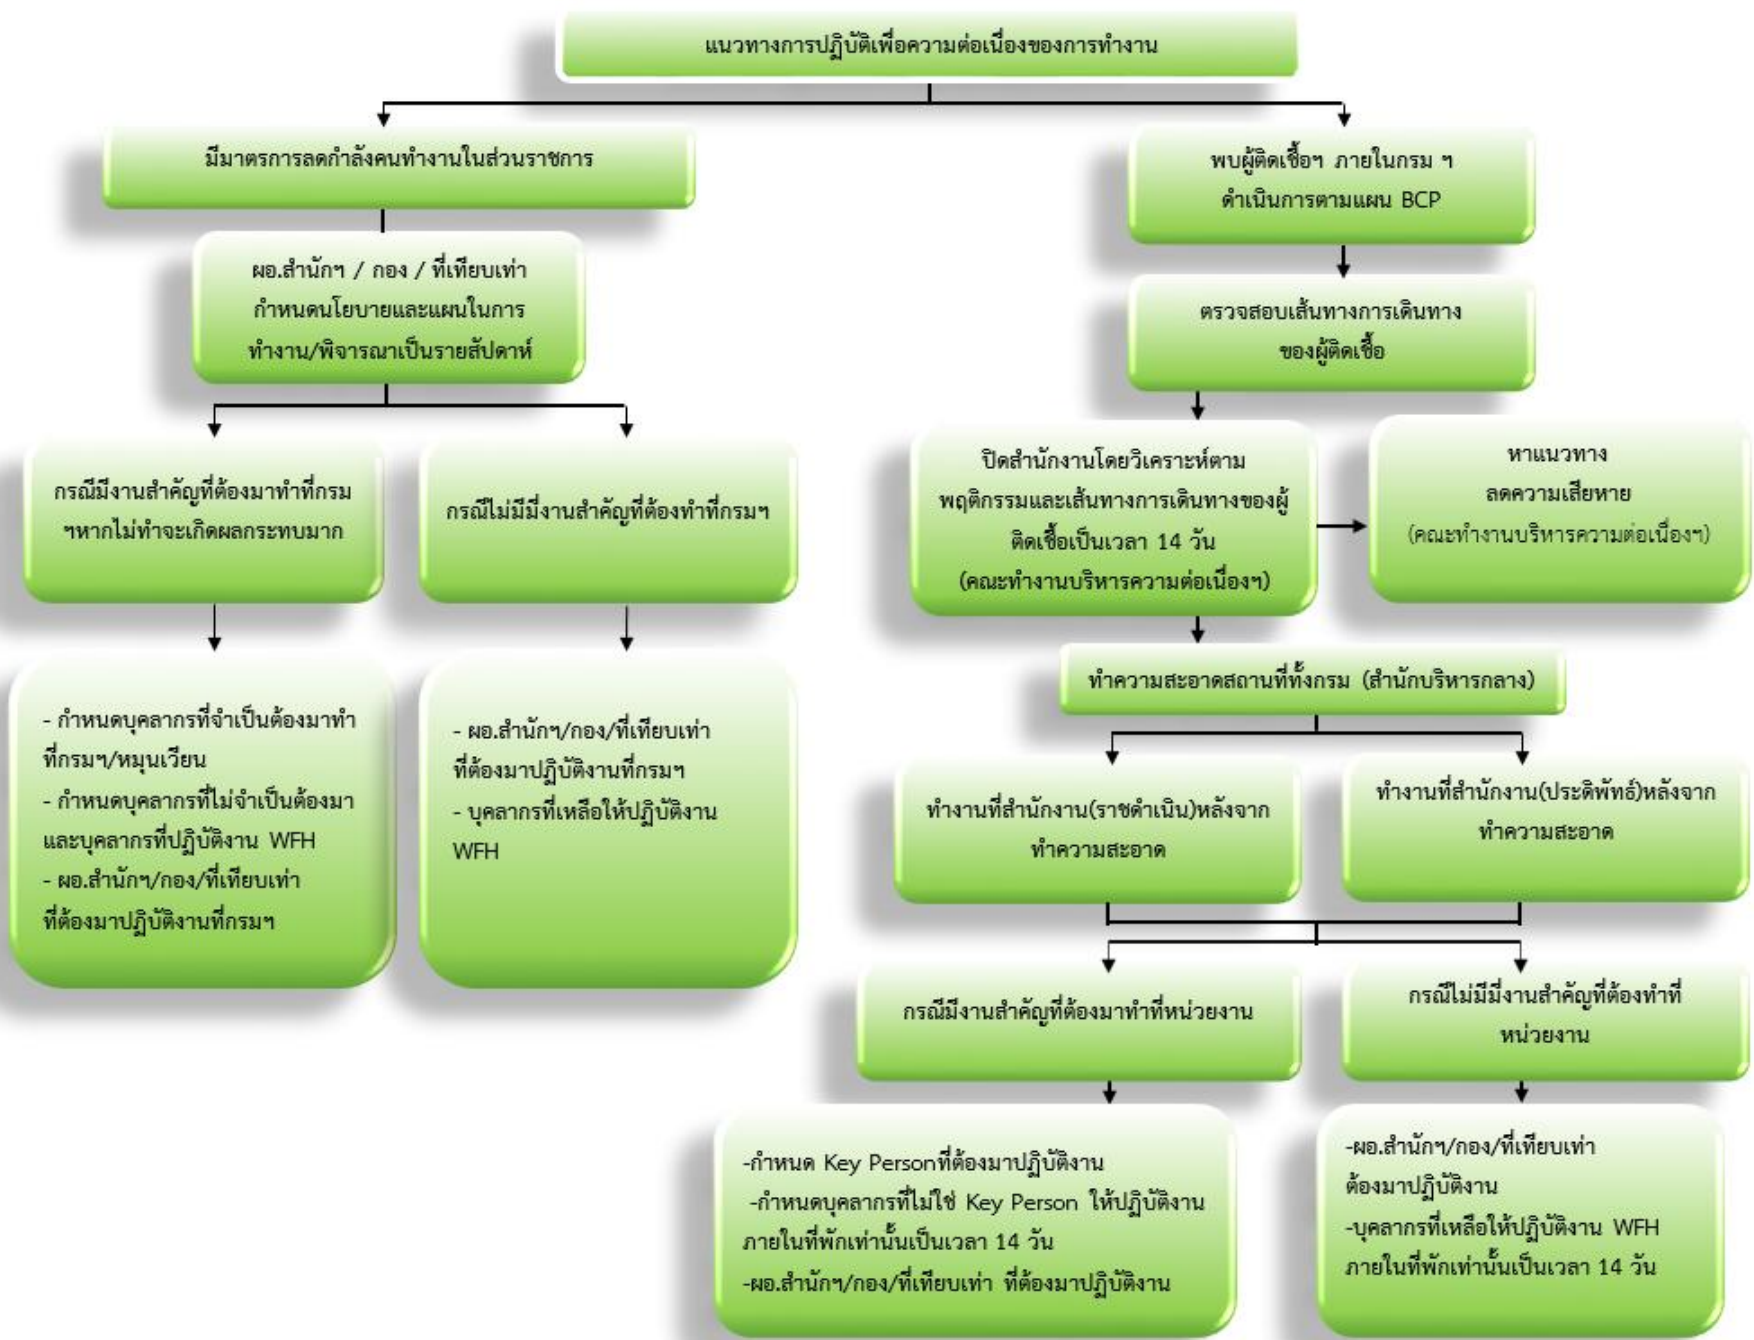 แนวทางการปฏิบัติเพื่อความต่อเนื่องของการทำงาน
มีมาตรการลดกำลังคนทำงานในส่วนราชการ
ผอ.สำนักฯ / กอง / ที่เทียบเท่า
กำหนดนโยบายและแผนในการ
ทำงาน/พิจารณาเป็นรายสัปดาห์
กรณีมีงานสำคัญที่ต้องมาทำที่กรม
ฯหากไม่ทำจะเกิดผลกระทบมาก
กรณีไม่มีมี่งานสำคัญที่ต้องทำที่กรมฯ
- กำหนดบุคลากรที่จำเป็นต้องมาทำ
ที่กรมฯ/หมุนเวียน
- กำหนดบุคลากรที่ไม่จำเป็นต้องมา
และบุคลากรที่ปฏิบัติงาน WFH
- ผอ.สำนักฯ/กอง/ที่เทียบเท่า
ที่ต้องมาปฏิบัติงานที่กรมฯ
- ผอ.สำนักฯ/กอง/ที่เทียบเท่า
ที่ต้องมาปฏิบัติงานที่กรมฯ
- บุคลากรที่เหลือให้ปฏิบัติงาน
WFH
พบผู้ติดเชื้อฯ ภายในกรม ฯ
ดำเนินการตามแผน BCP
ตรวจสอบเส้นทางการเดินทาง
ของผู้ติดเชื้อ
ปิดสำนักงานโดยวิเคราะห์ตาม
พฤติกรรมและเส้นทางการเดินทางของผู้
ติดเชื้อเป็นเวลา 14 วัน
(คณะทำงานบริหารความต่อเนื่องฯ)
หาแนวทาง
ลดความเสียหาย
(คณะทำงานบริหารความต่อเนื่องฯ)
ทำความสะอาดสถานที่ทั้งกรม (สำนักบริหารกลาง)
ทำงานที่สำนักงาน(ราชดำเนิน)หลังจาก
ทำความสะอาด
ทำงานที่สำนักงาน(ประดิพัทธ์)หลังจาก
ทำความสะอาด
กรณีมีงานสำคัญที่ต้องมาทำที่หน่วยงาน
กรณีไม่มีมี่งานสำคัญที่ต้องทำที่
หน่วยงาน
-กำหนด Key Personที่ต้องมาปฏิบัติงาน
-กำหนดบุคลากรที่ไม่ใช่ Key Person ให้ปฏิบัติงาน
ภายในที่พักเท่านั้นเป็นเวลา 14 วัน
-ผอ.สำนักฯ/กอง/ที่เทียบเท่า ที่ต้องมาปฏิบัติงาน
-ผอ.สำนักฯ/กอง/ที่เทียบเท่า
ต้องมาปฏิบัติงาน
-บุคลากรที่เหลือให้ปฏิบัติงาน WFH
ภายในที่พักเท่านั้นเป็นเวลา 14 วัน